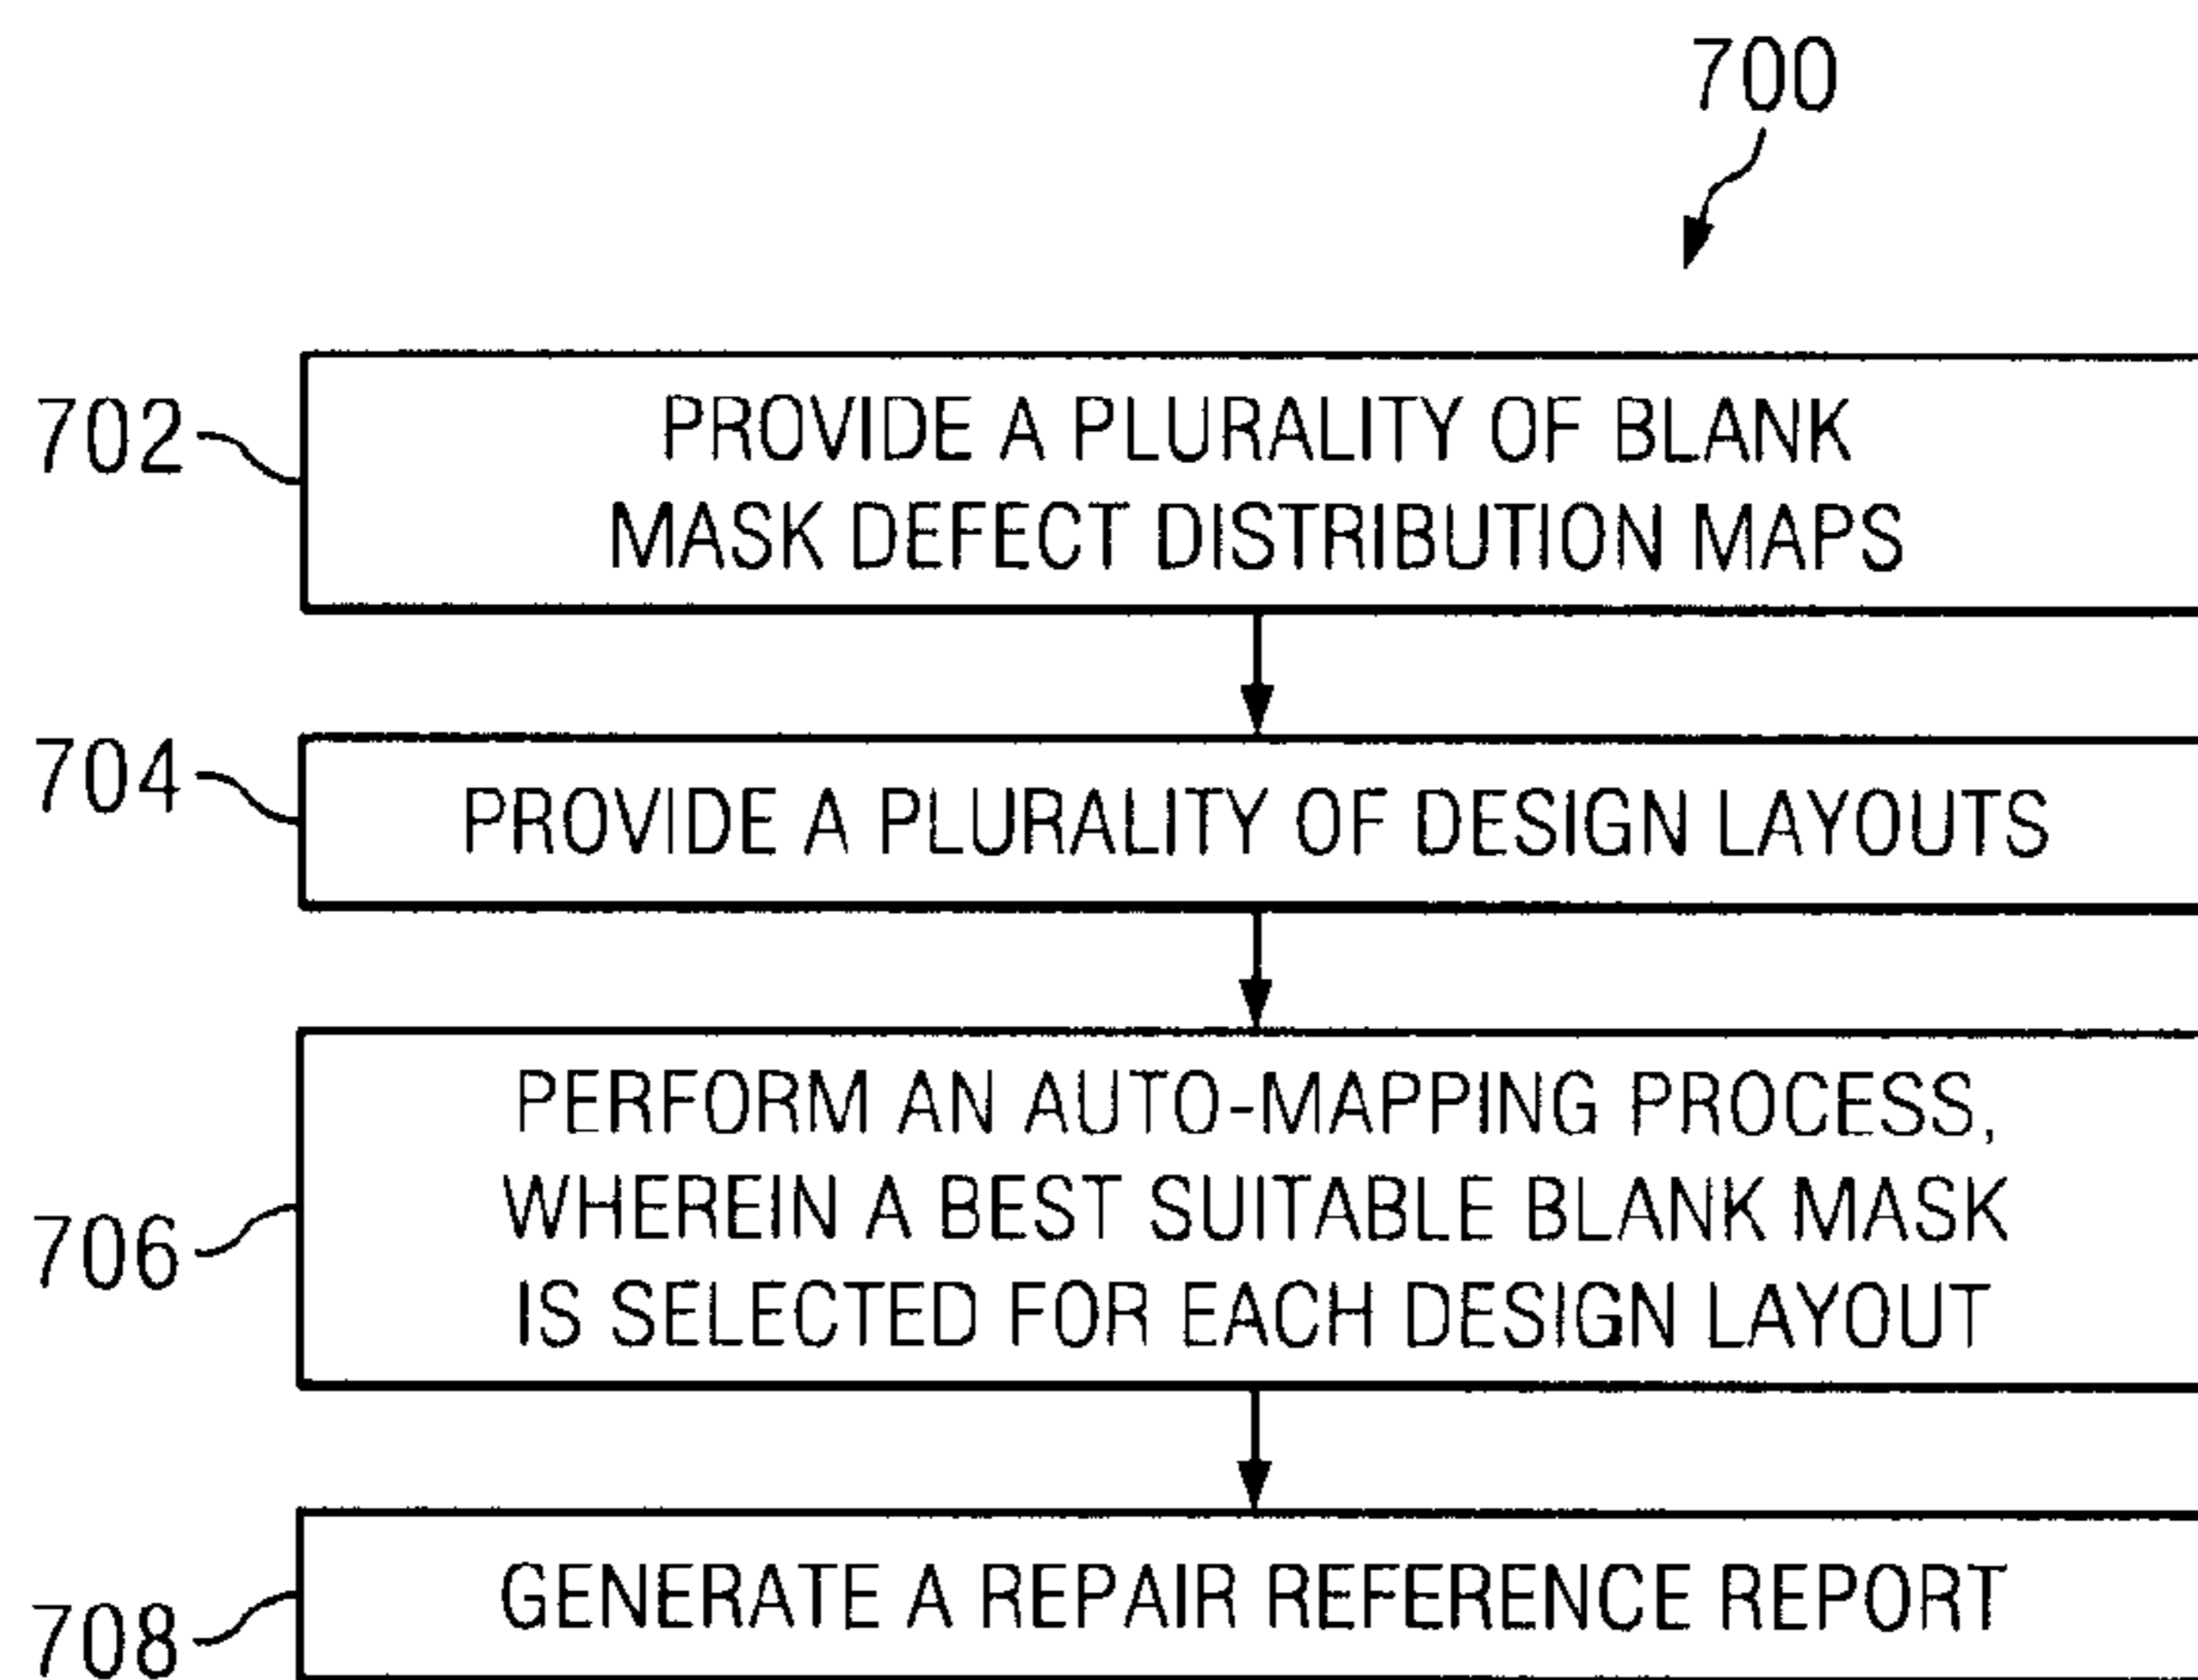 700
702
PROVIDE A PLURALITY OF BLANK
MASK DEFECT DISTRIBUTION MAPS
704
PROVIDE A PLURALITY OF DESIGN LAYOUTS
706
PERFORM AN AUTO-MAPPING PROCESS,
WHEREIN A BEST SUITABLE BLANK MASK
IS SELECTED FOR EACH DESIGN LAYOUT
708
GENERATE A REPAIR REFERENCE REPORT